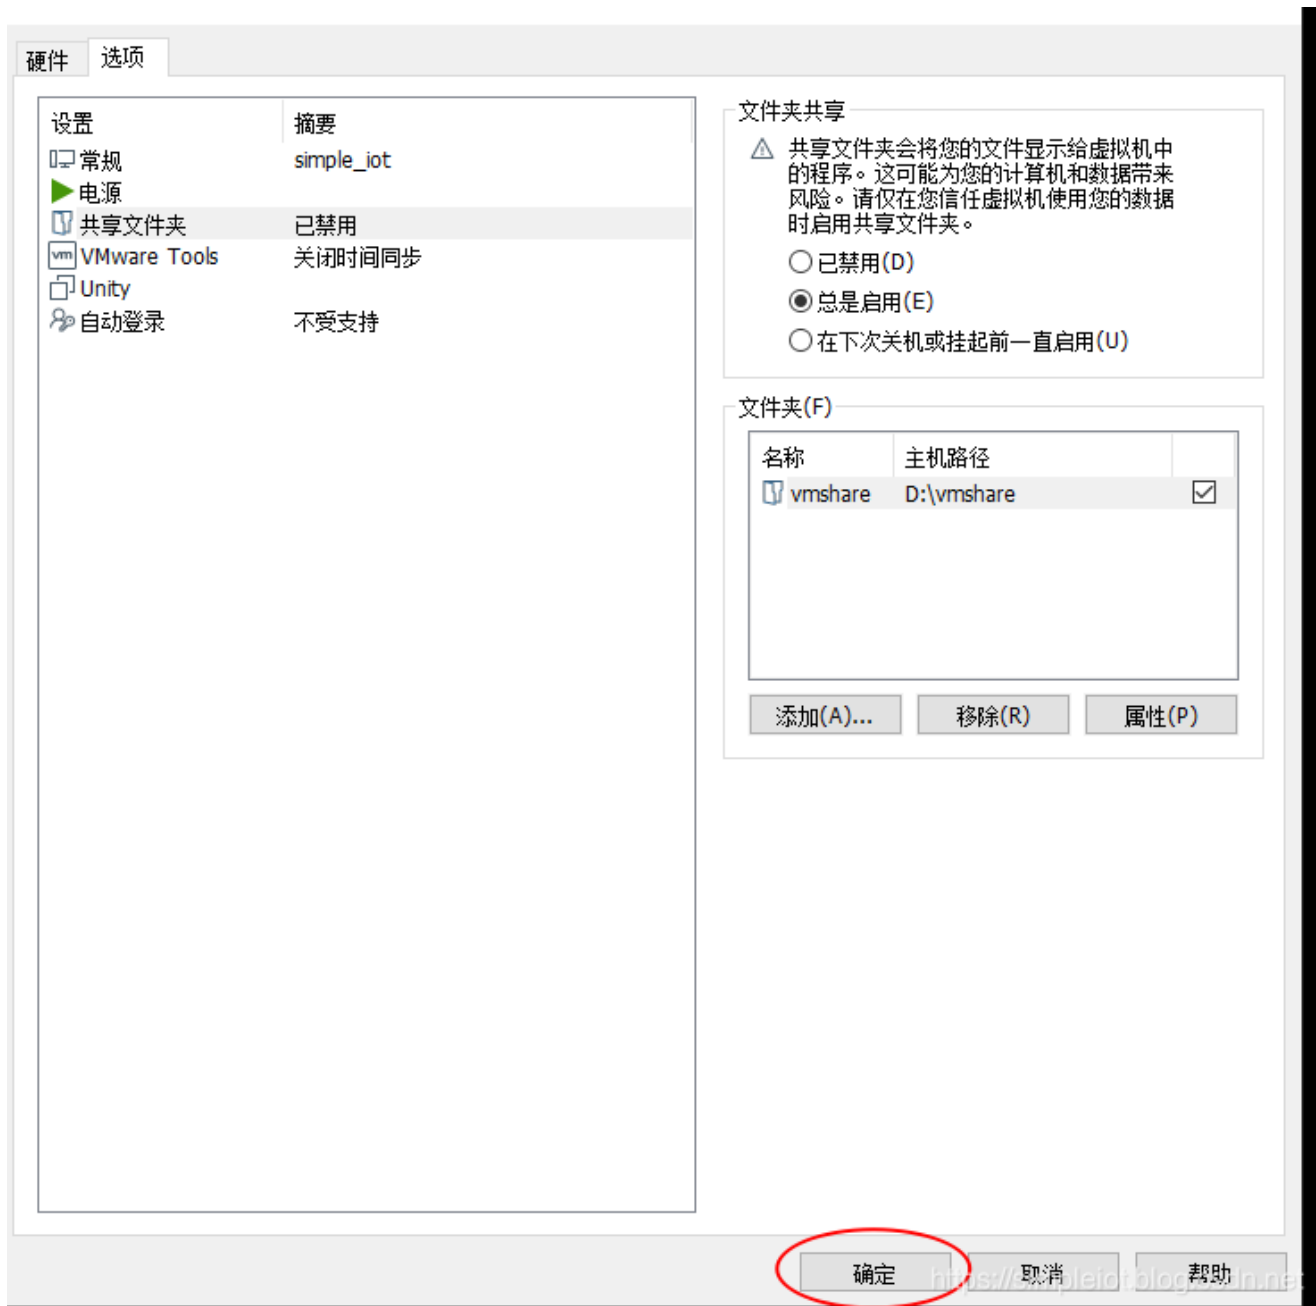 硬件 选项
设置 摘要
常规 simple_iot
电源
共享文件夹 已禁用
VMware Tools 关闭时间同步
Unity
自动登录 不受支持
文件夹共享
共享文件夹会将您的文件显示给虚拟机中
的程序。这可能为您的计算机和数据带来
风险。请仅在您信任虚拟机使用您的数据
时启用共享文件夹。
已禁用(D)
总是启用(E)
在下次关机或挂起前一直启用(U)
文件夹(F)
名称 主机路径
vmshare D:\vmshare
添加(A)... 移除(R) 属性(P)
确定 取消 帮助
https://simpleiot.blog.csdn.net